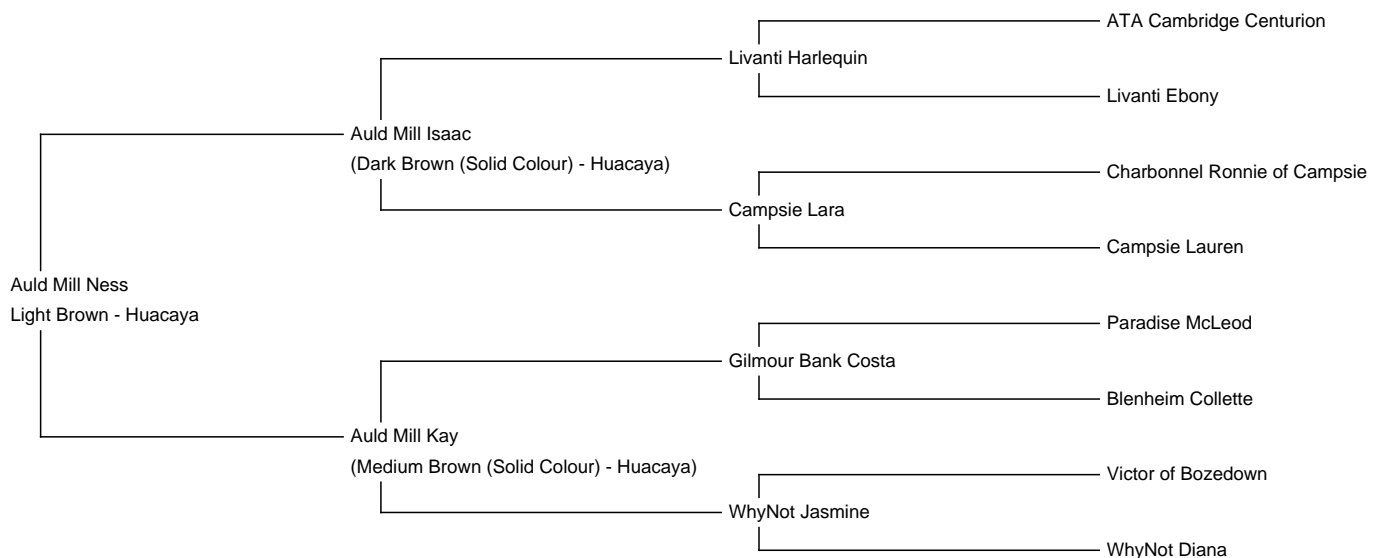 ATA Cambridge Centurion
Livanti Harlequin
Livanti Ebony
Auld Mill Isaac
(Dark Brown (Solid Colour) - Huacaya)
Charbonnel Ronnie of Campsie
Campsie Lara
Campsie Lauren
Auld Mill Ness
Light Brown - Huacaya
Paradise McLeod
Gilmour Bank Costa
Blenheim Collette
Auld Mill Kay
(Medium Brown (Solid Colour) - Huacaya)
Victor of Bozedown
WhyNot Jasmine
WhyNot Diana